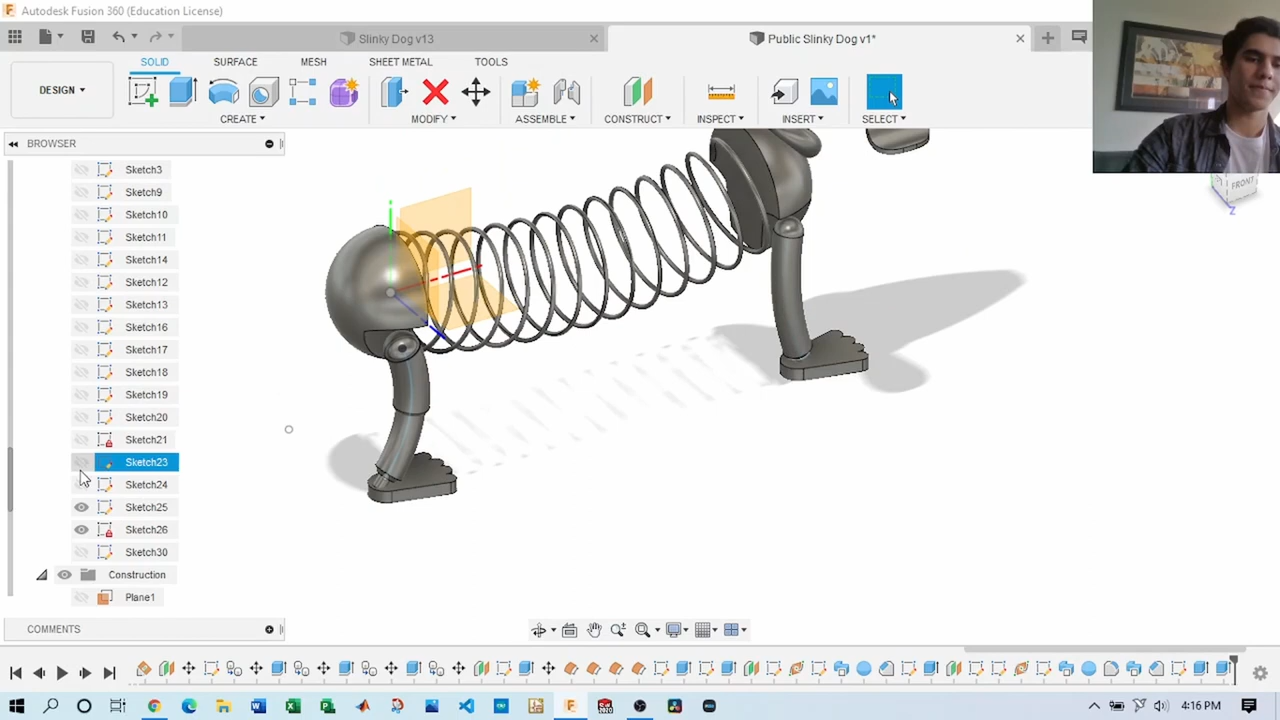 Autodesk Fusion 360 (Education License)
Slinky Dog v13
Public Slinky Dog v1*
DESIGN
SOLID
SURFACE
MESH
SHEET METAL
TOOLS
CREATE
MODIFY
ASSEMBLE
CONSTRUCT
INSPECT
INSERT
SELECT
BROWSER
Sketch3
Sketch9
Sketch10
Sketch11
Sketch14
Sketch12
Sketch13
Sketch16
Sketch17
Sketch18
Sketch19
Sketch20
Sketch21
Sketch23
Sketch24
Sketch25
Sketch26
Sketch30
Construction
Plane1
FRONT
Z
COMMENTS
4:16 PM